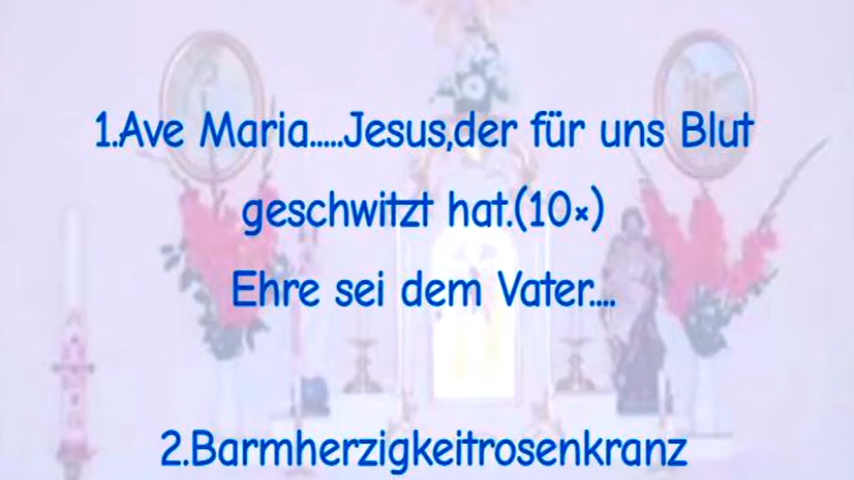 1.Ave Maria.....Jesus,der für uns Blut
geschwitzt hat.(10×)
Ehre sei dem Vater....
2.Barmherzigkeitrosenkranz